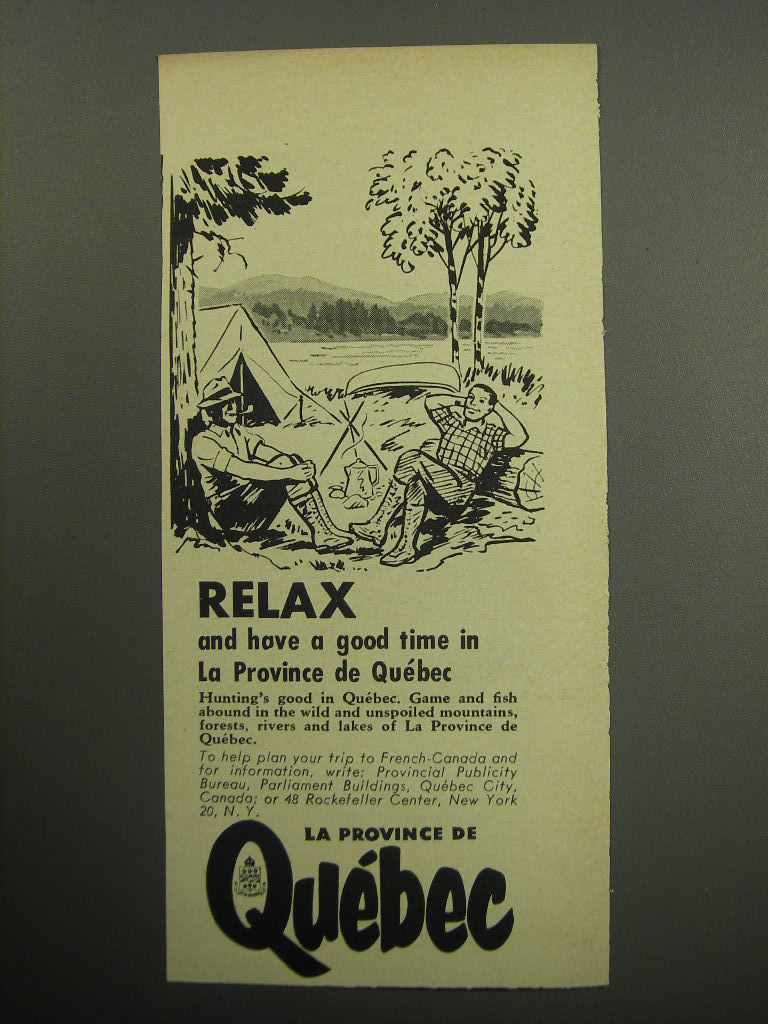 RELAX
and have a good time in
La Province de Québec
Hunting's good in Québec. Game and fish
abound in the wild and unspoiled mountains,
forests, rivers and lakes of La Province de
Québec.
To help plan your trip to French-Canada and
for information, write: Provincial Publicity
Bureau, Parliament Buildings, Québec City,
Canada; or 48 Rockefeller Center, New York
20, N. Y.
LA PROVINCE DE
Québec